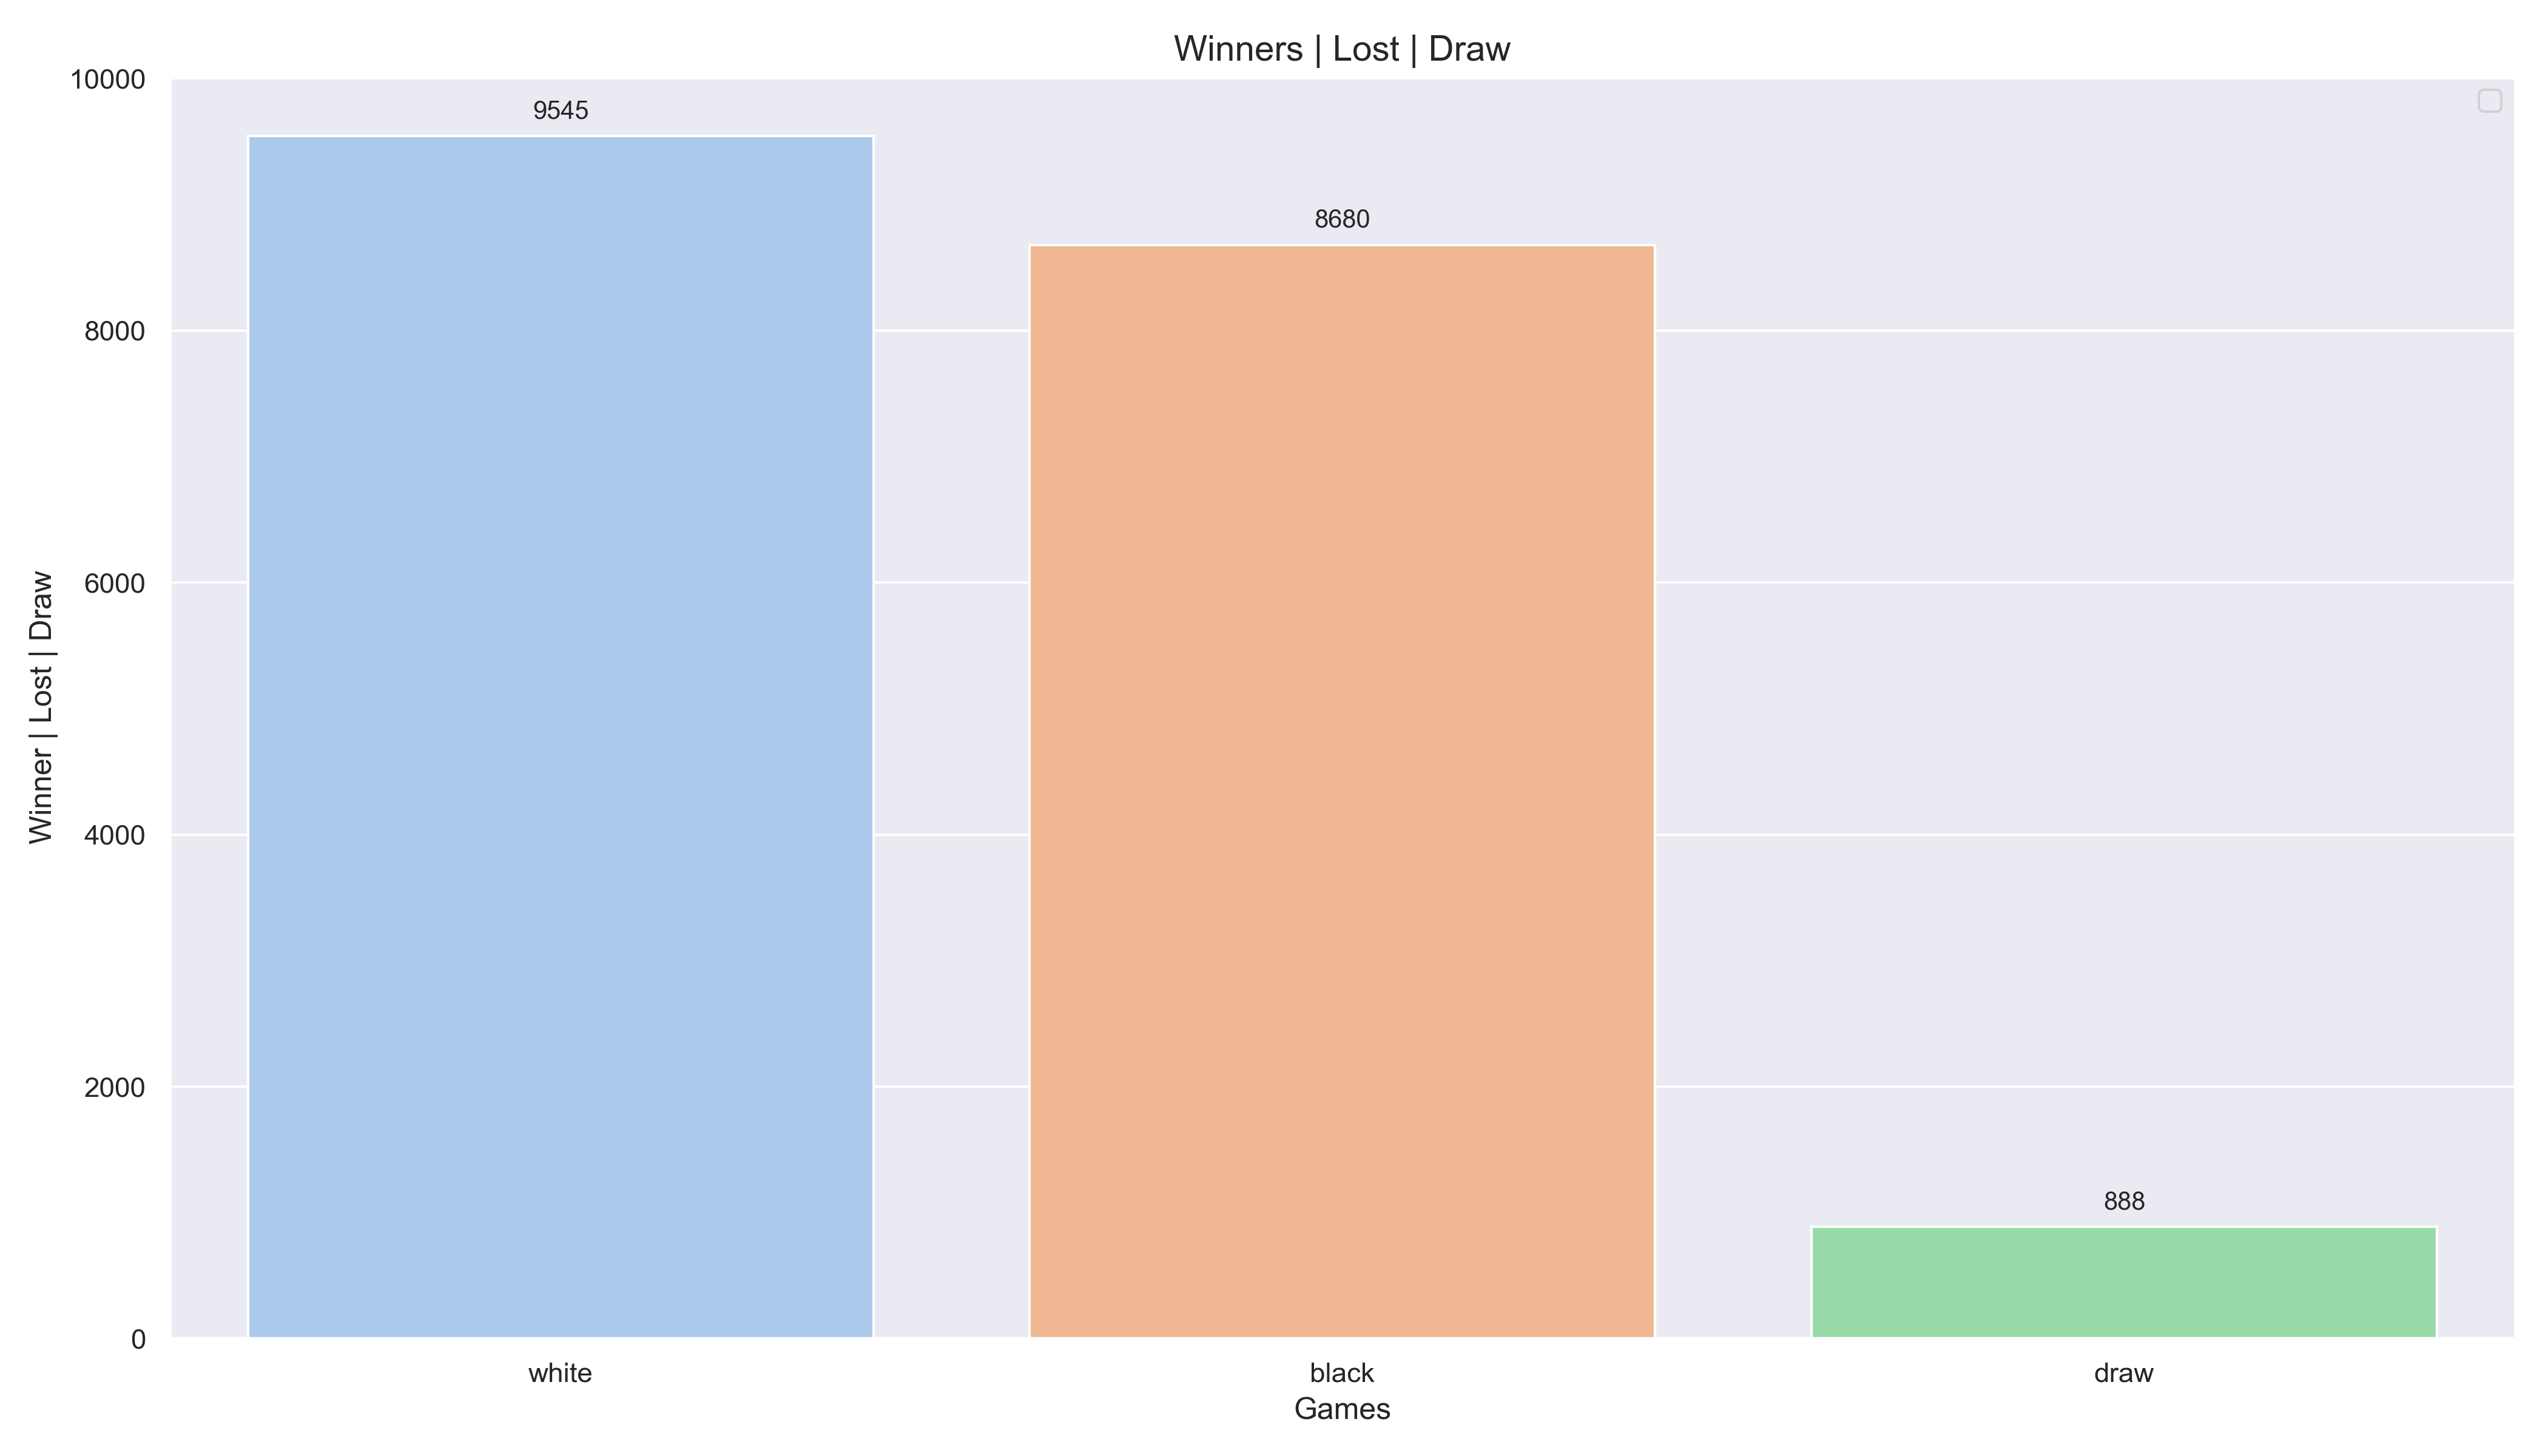 Winners | Lost | Draw
10000
8000
6000
4000
2000
0
Winner | Lost | Draw
9545
8680
888
white
black
draw
Games